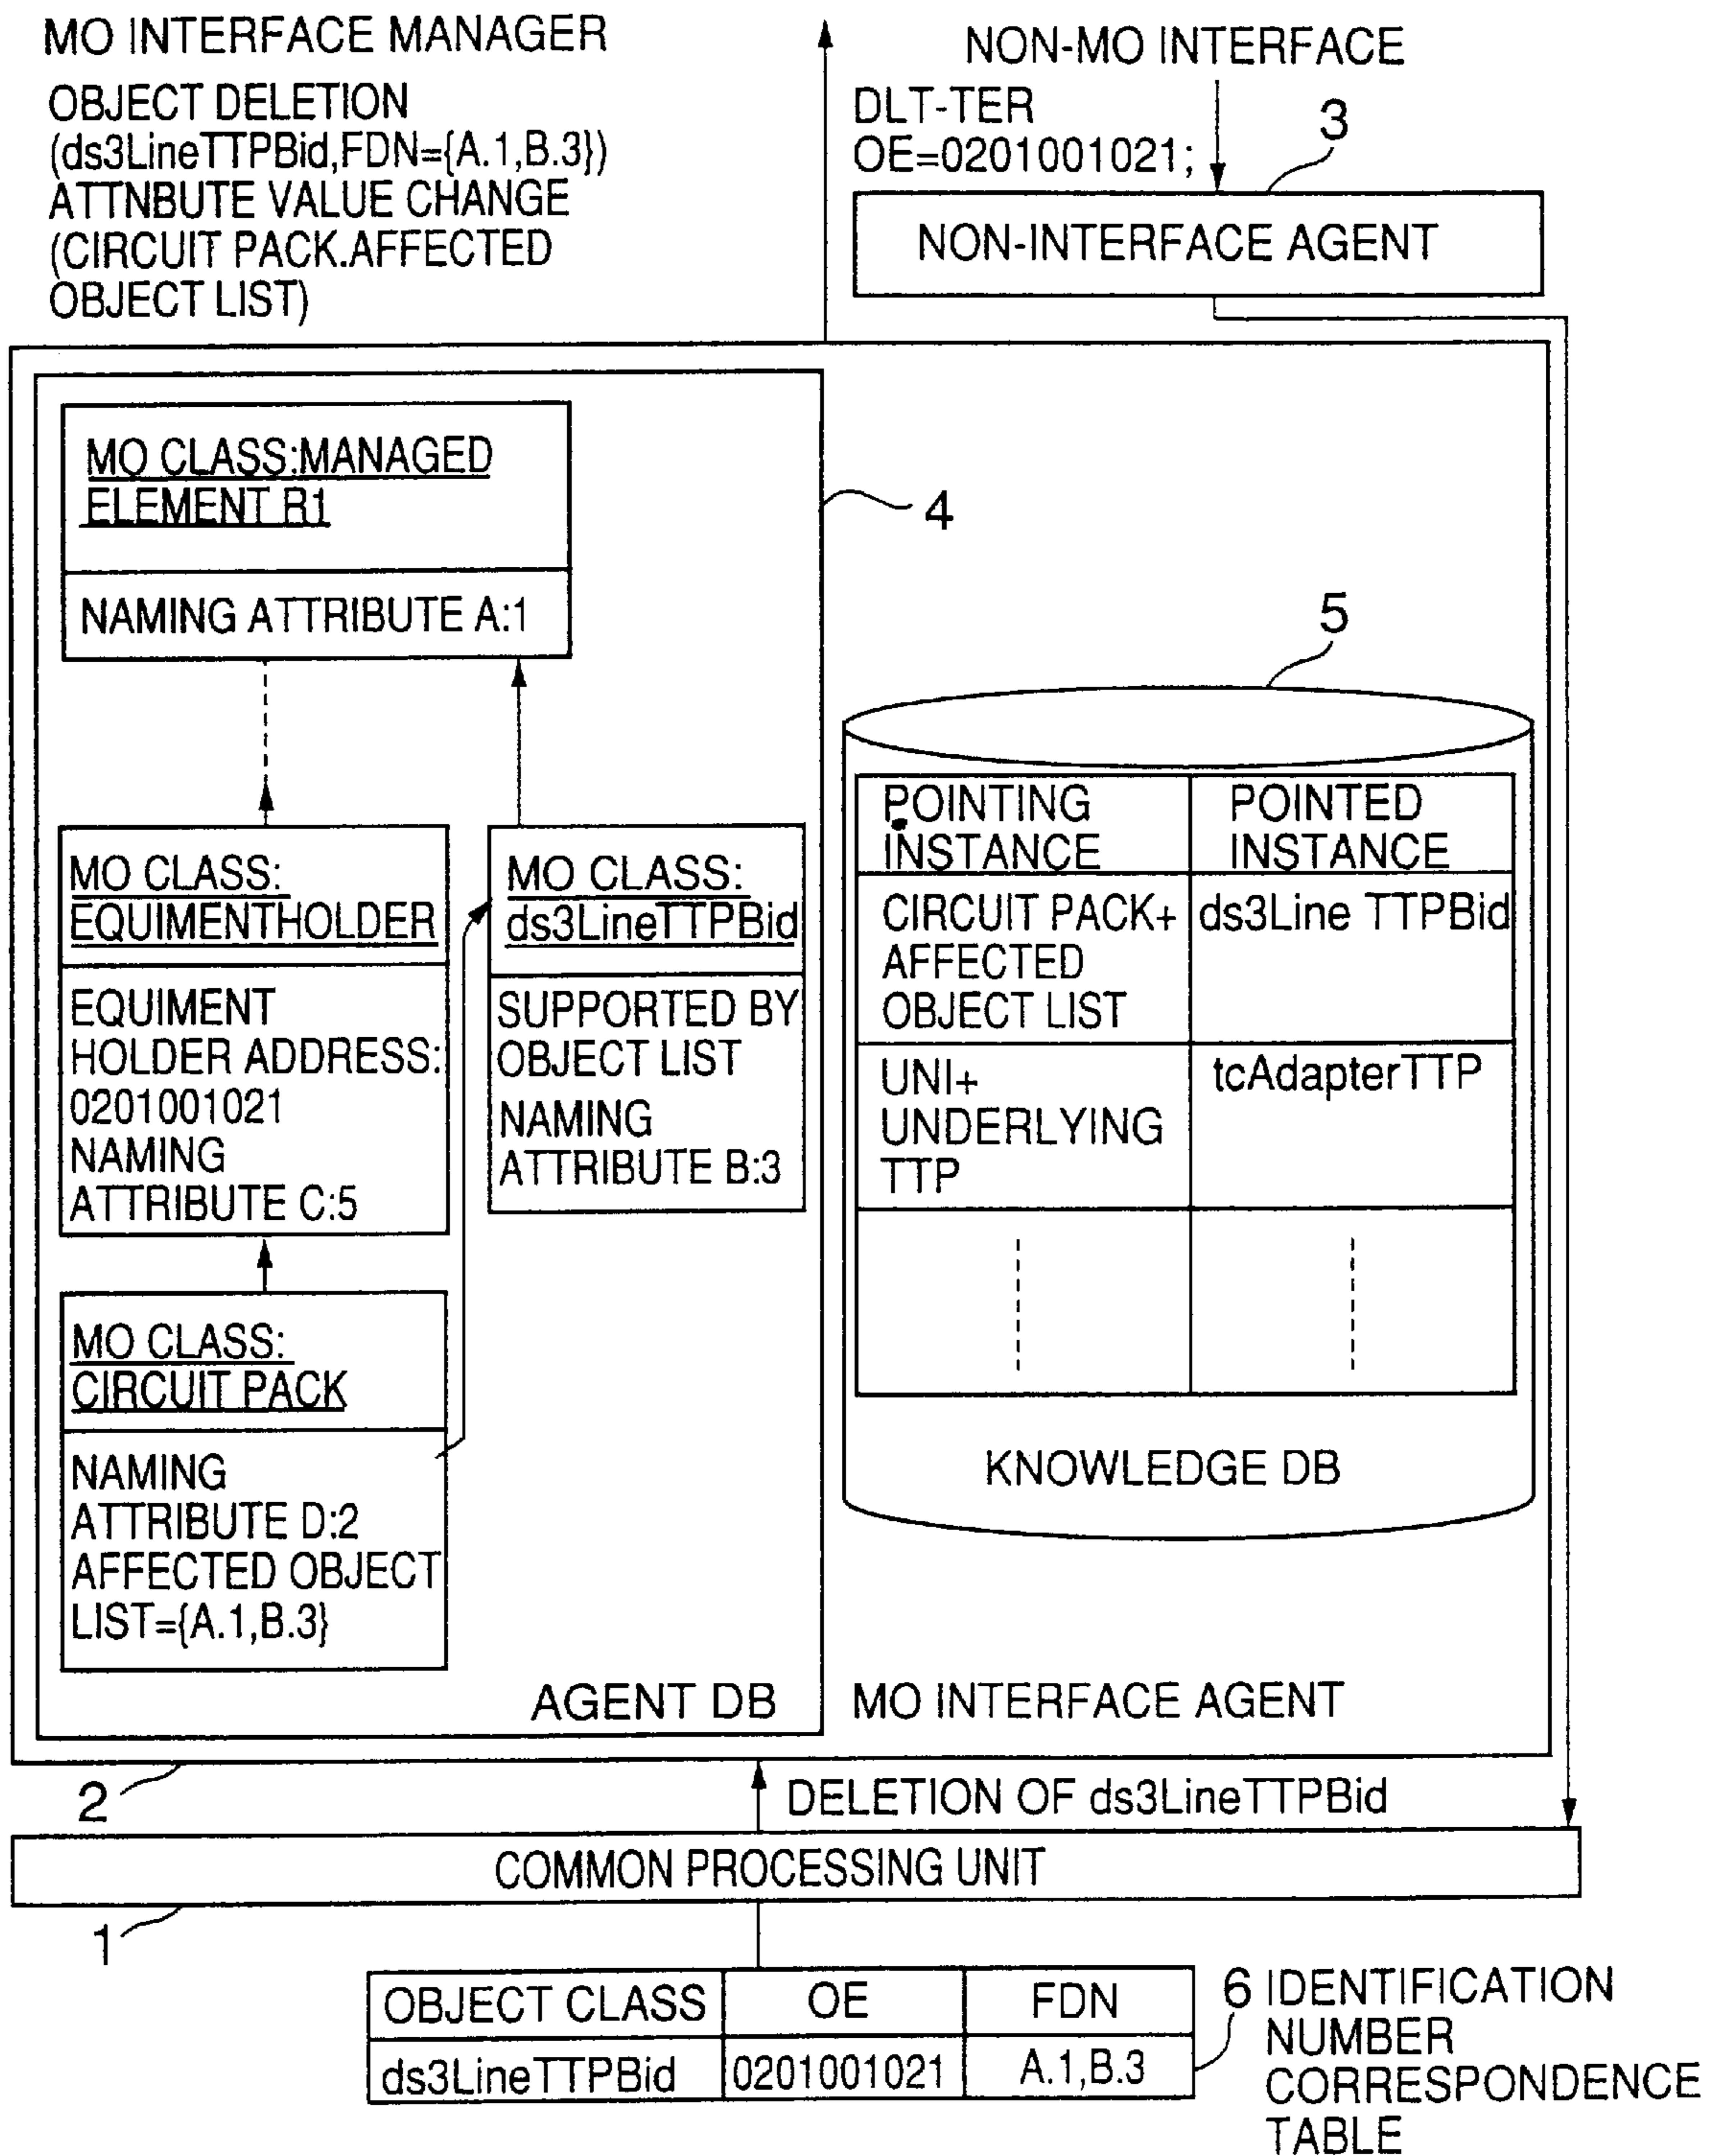 MO INTERFACE MANAGER
OBJECT DELETION
(ds3LineTTPBid,FDN={A.1,B.3})
ATTNBUTE VALUE CHANGE
(CIRCUIT PACK.AFFECTED
OBJECT LIST)
NON-MO INTERFACE
DLT-TER
OE=0201001021;
3
NON-INTERFACE AGENT
MO CLASS:MANAGED
ELEMENT R1
NAMING ATTRIBUTE A:1
4
5
MO CLASS:
EQUIMENTHOLDER
EQUIMENT
HOLDER ADDRESS:
0201001021
NAMING
ATTRIBUTE C:5
MO CLASS:
ds3LineTTPBid
SUPPORTED BY
OBJECT LIST
NAMING
ATTRIBUTE B:3
MO CLASS:
CIRCUIT PACK
NAMING
ATTRIBUTE D:2
AFFECTED OBJECT
LIST={A.1,B.3}
AGENT DB
POINTING
INSTANCE
POINTED
INSTANCE
CIRCUIT PACK+
AFFECTED
OBJECT LIST
ds3Line TTPBid
UNI+
UNDERLYING
TTP
tcAdapterTTP
KNOWLEDGE DB
MO INTERFACE AGENT
2
DELETION OF ds3LineTTPBid
COMMON PROCESSING UNIT
1
OBJECT CLASS OE FDN
ds3LineTTPBid 0201001021 A.1,B.3
6 IDENTIFICATION
NUMBER
CORRESPONDENCE
TABLE